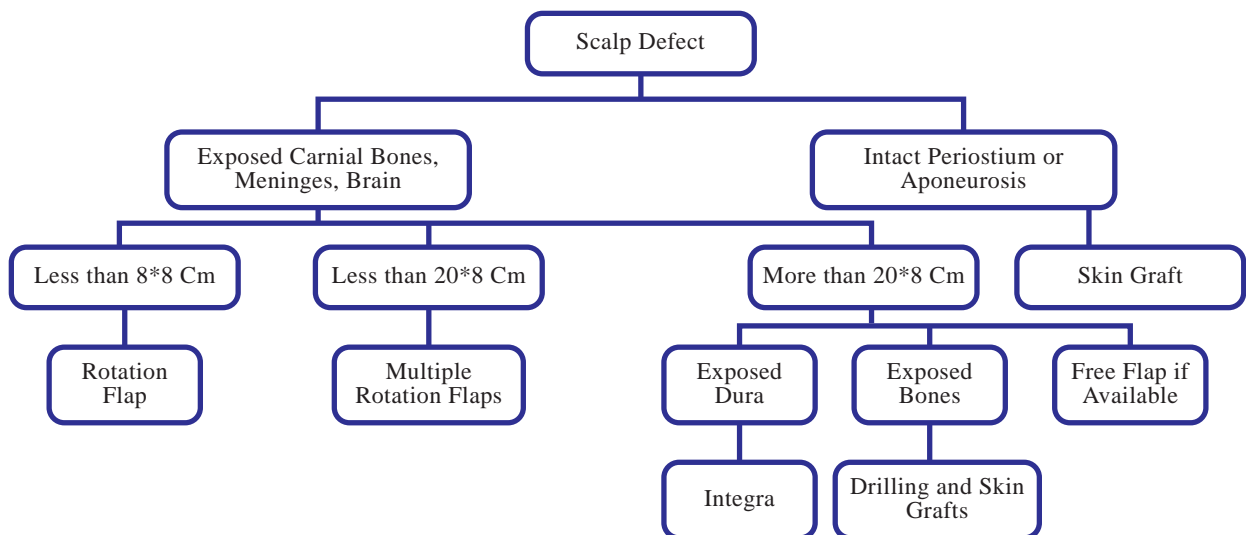 Scalp Defect
Exposed Carnial Bones,
Meninges, Brain
Intact Periostium or
Aponeurosis
Less than 8*8 Cm
Less than 20*8 Cm
More than 20*8 Cm
Skin Graft
Rotation
Flap
Multiple
Rotation Flaps
Exposed
Dura
Exposed
Bones
Free Flap if
Available
Integra
Drilling and Skin
Grafts